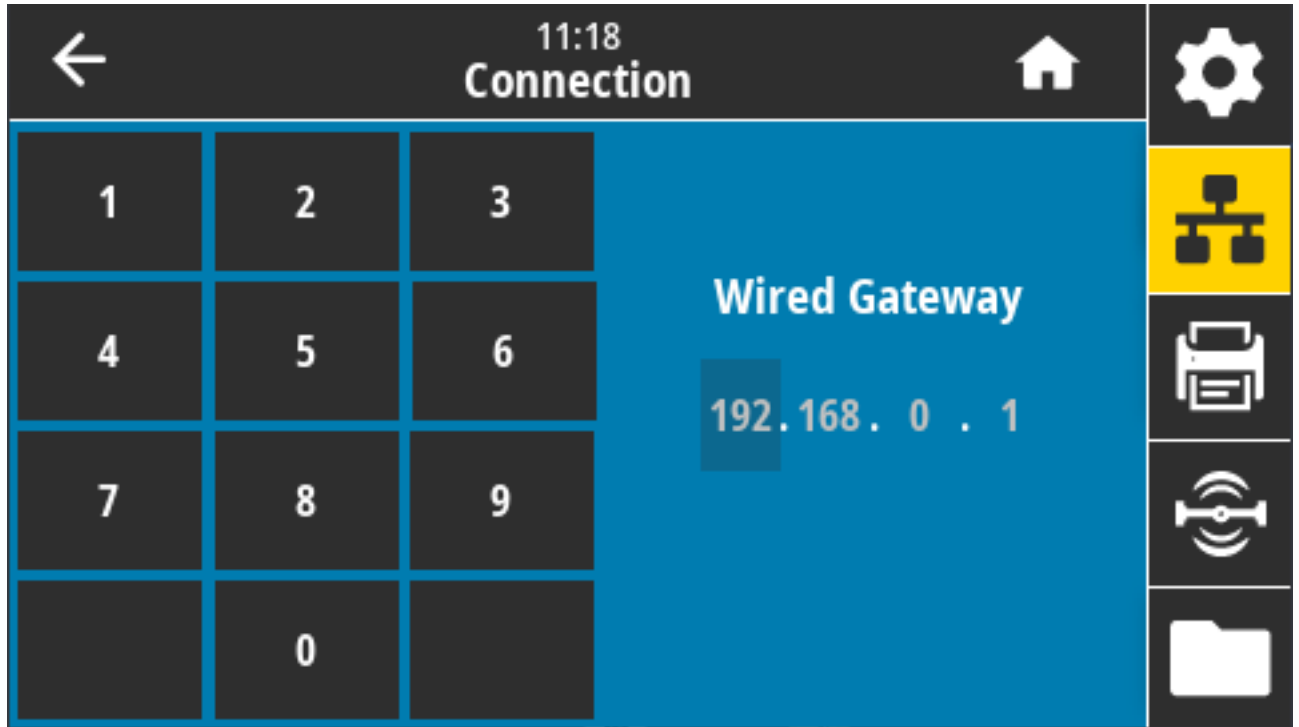 11:18
Connection
1 2 3
Wired Gateway
4 5 6
192.168. 0 . 1
7 8 9
0